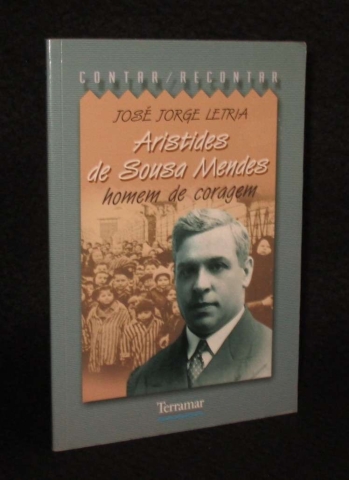 CONTAR/RECONTAR
JOSÉ JORGE LETRIA
Aristides
de Sousa Mendes
homem de coragem
Terramar